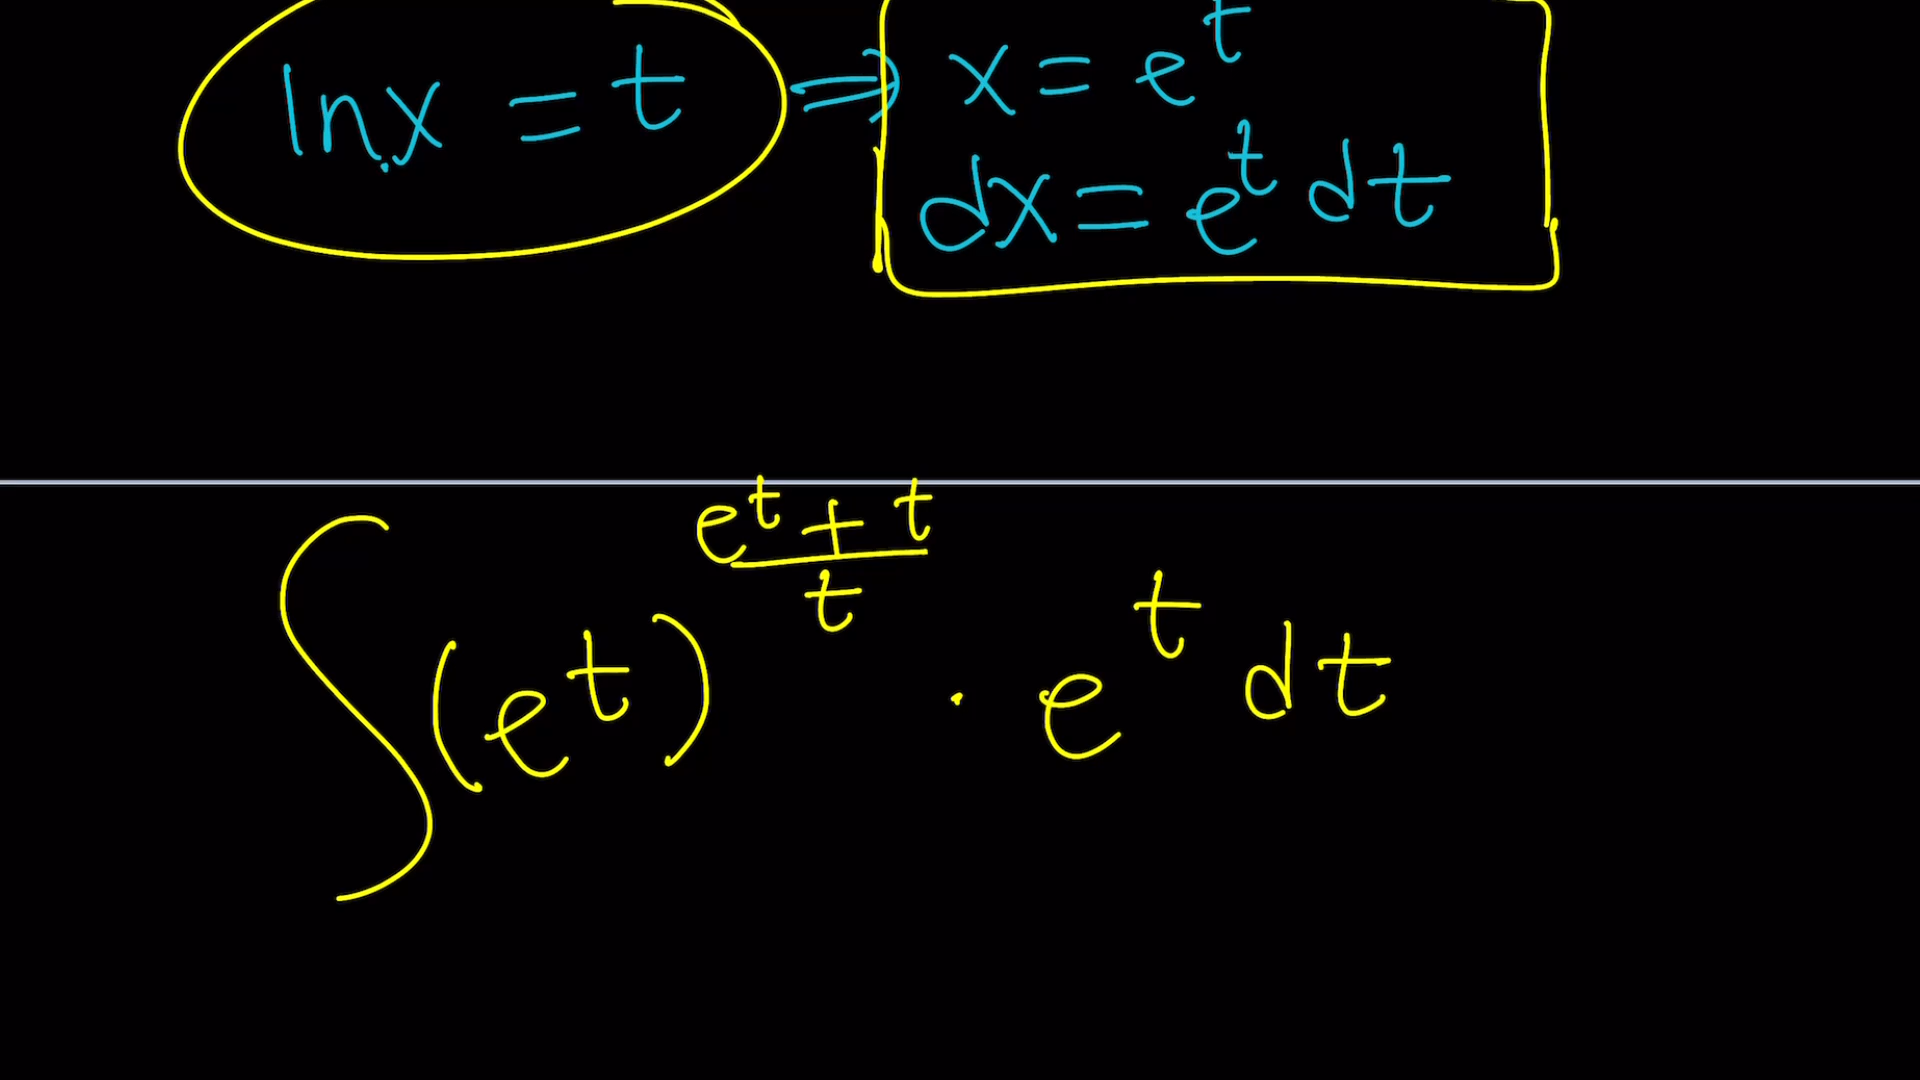 ln x = t ⇒ x = e^t
dx = e^t dt
∫ (e^t)^((e^t + t)/t) · e^t dt